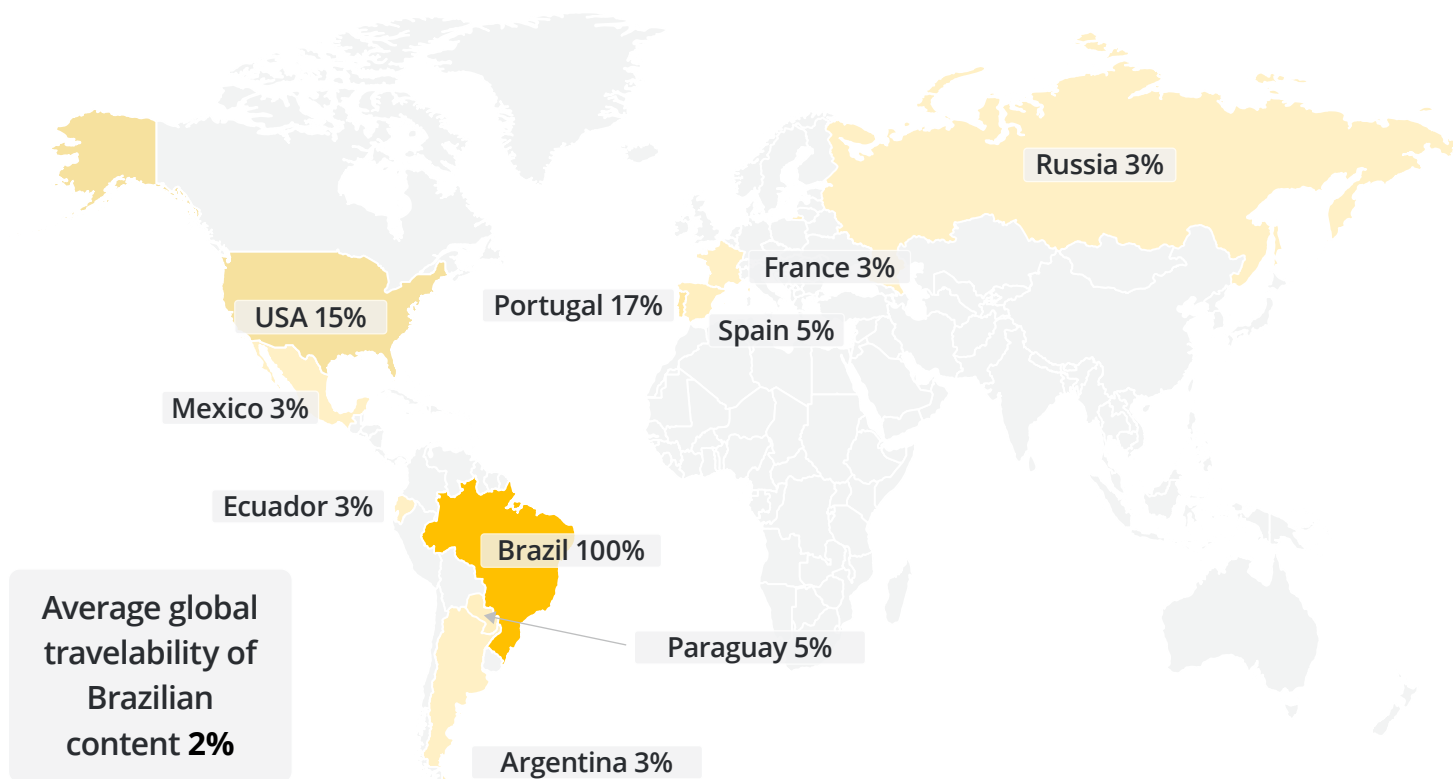 Russia 3%
France 3%
Portugal 17%
USA 15%
Spain 5%
Mexico 3%
Ecuador 3%
Brazil 100%
Average global
travelability of
Brazilian
content 2%
Paraguay 5%
Argentina 3%